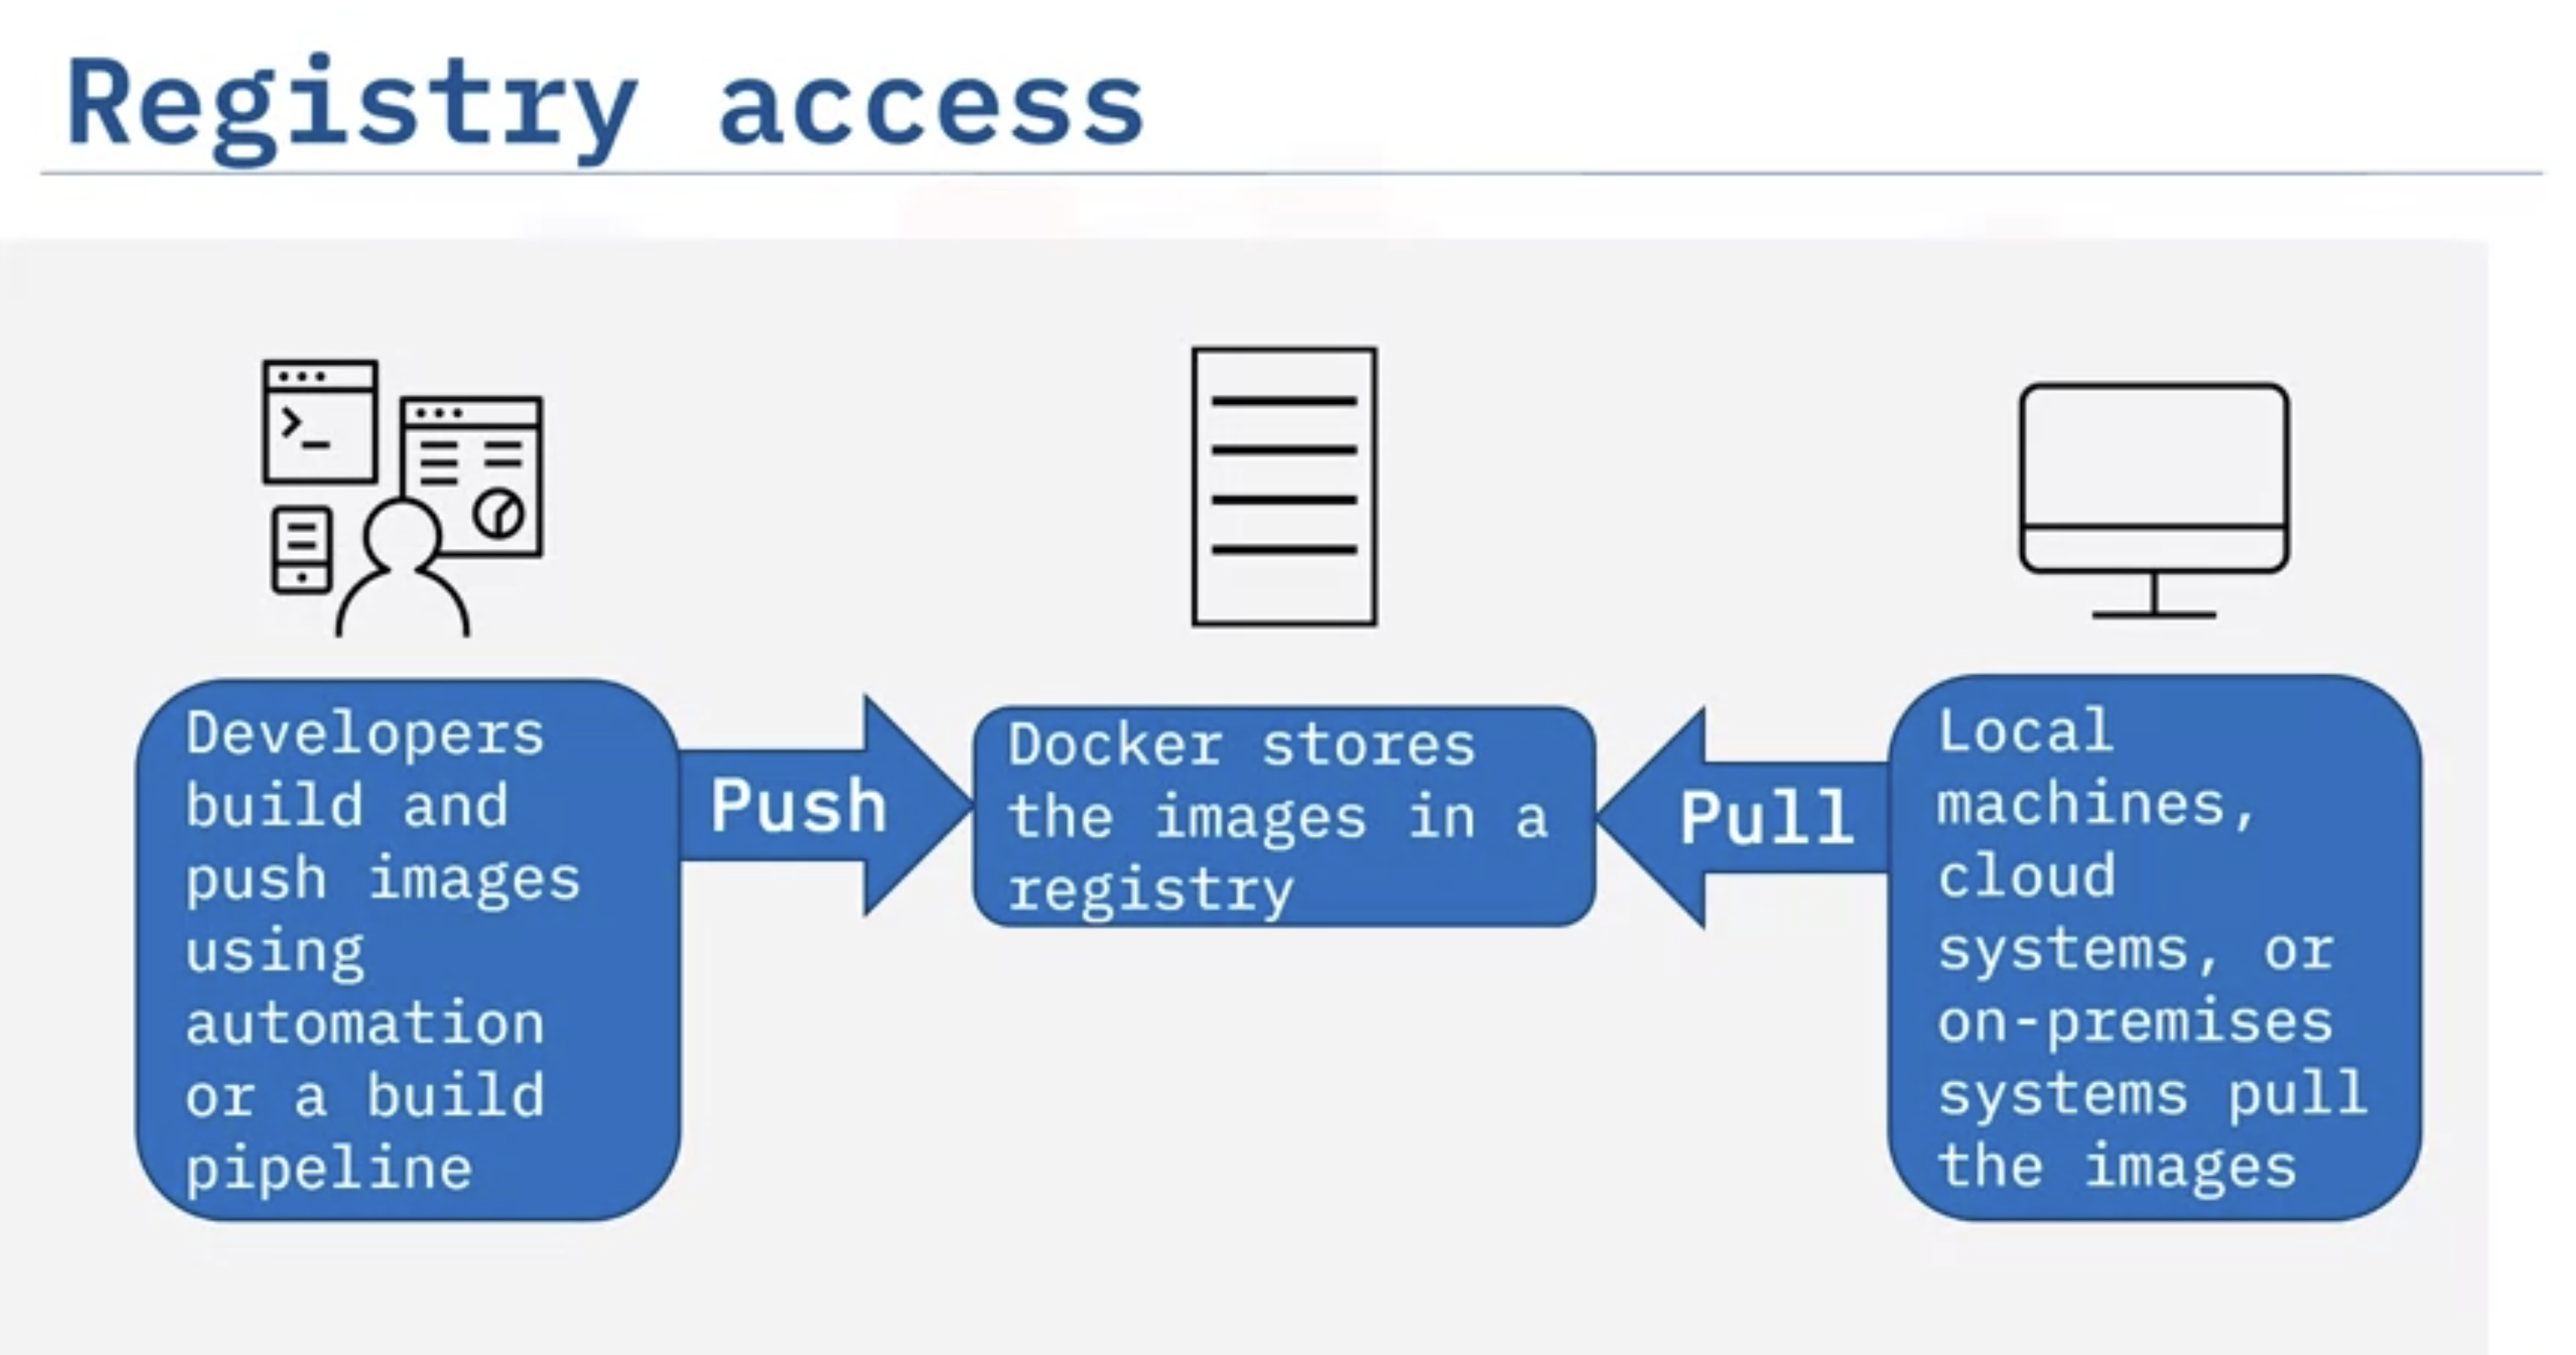 Registry access
Developers
build and
push images
using
automation
or a build
pipeline
Push
Docker stores
the images in a
registry
Pull
Local
machines,
cloud
systems, or
on-premises
systems pull
the images